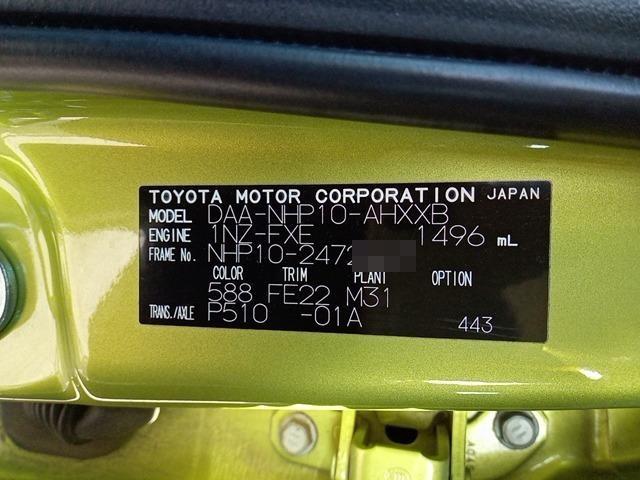 TOYOTA MOTOR CORPORATION JAPAN
MODEL DAA-NHP10-AHXXB
ENGINE 1NZ-FXE 1496 mL
FRAME No. NHP10-2472
COLOR TRIM PLANT OPTION
588 FE22 M31
TRANS./AXLE P510 -01A 443